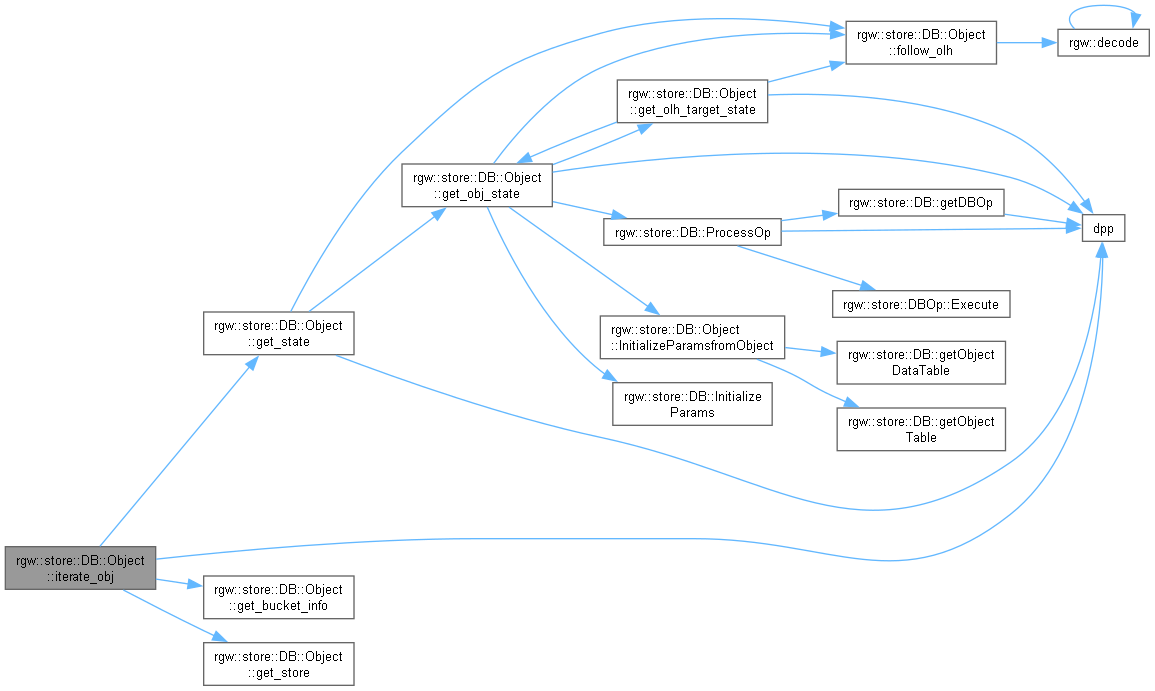 rgw::store::DB::Object
::follow_olh
rgw::decode
rgw::store::DB::Object
::get_olh_target_state
rgw::store::DB::Object
::get_obj_state
rgw::store::DB::getDBOp
rgw::store::DB::ProcessOp
dpp
rgw::store::DBOp::Execute
rgw::store::DB::Object
::get_state
rgw::store::DB::Object
::InitializeParamsfromObject
rgw::store::DB::getObject
DataTable
rgw::store::DB::Initialize
Params
rgw::store::DB::getObject
Table
rgw::store::DB::Object
::iterate_obj
rgw::store::DB::Object
::get_bucket_info
rgw::store::DB::Object
::get_store